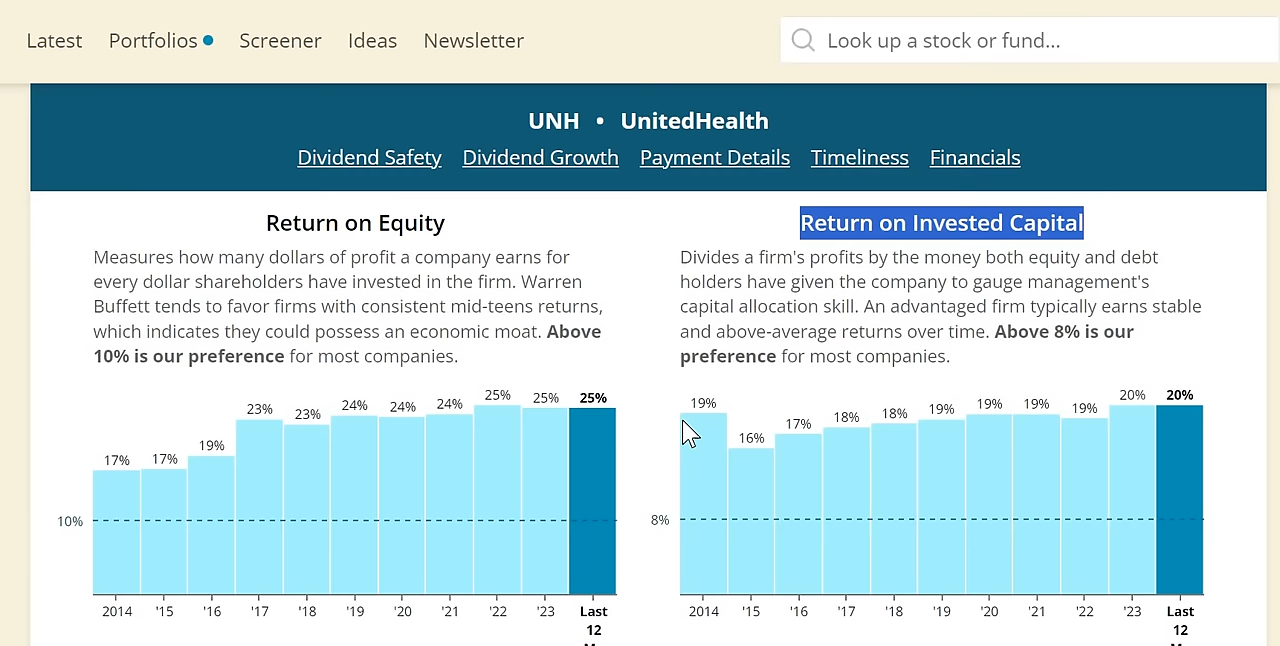 Latest Portfolios Screener Ideas Newsletter Look up a stock or fund...
UNH • UnitedHealth
Dividend Safety Dividend Growth Payment Details Timeliness Financials
Return on Equity
Measures how many dollars of profit a company earns for
every dollar shareholders have invested in the firm. Warren
Buffett tends to favor firms with consistent mid-teens returns,
which indicates they could possess an economic moat. Above
10% is our preference for most companies.
17% 17% 19% 23% 23% 24% 24% 24% 25% 25% 25%
10%
2014 '15 '16 '17 '18 '19 '20 '21 '22 '23 Last
12
Return on Invested Capital
Divides a firm's profits by the money both equity and debt
holders have given the company to gauge management's
capital allocation skill. An advantaged firm typically earns stable
and above-average returns over time. Above 8% is our
preference for most companies.
19% 16% 17% 18% 18% 19% 19% 19% 19% 20% 20%
8%
2014 '15 '16 '17 '18 '19 '20 '21 '22 '23 Last
12